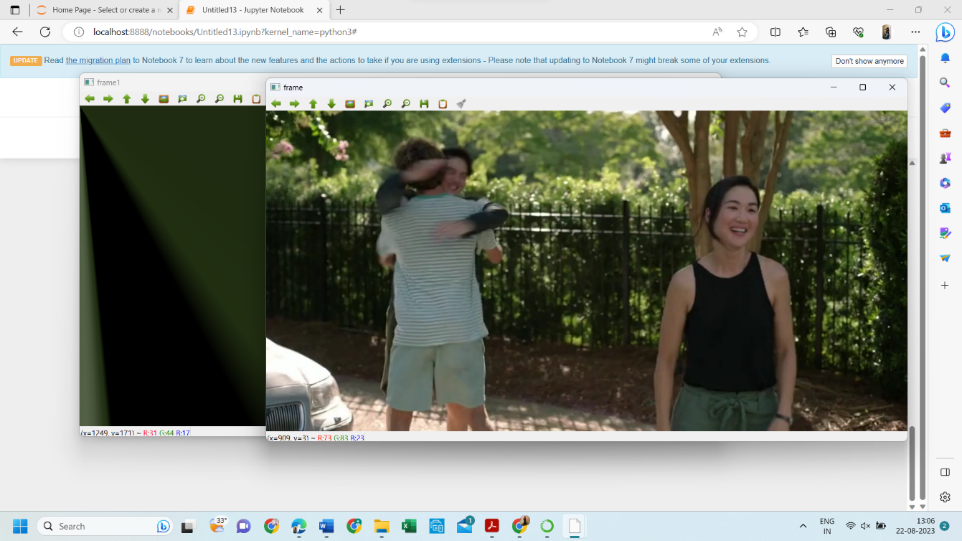 Home Page - Select or create a n
Untitled13 - Jupyter Notebook
localhost:8888/notebooks/Untitled13.ipynb?kernel_name=python3#
UPDATE Read the migration plan to Notebook 7 to learn about the new features and the actions to take if you are using extensions - Please note that updating to Notebook 7 might break some of your extensions.
Don't show anymore
frame1
frame
(x=1249, y=171) ~ R:31 G:44 B:17
(x=909, y=3) ~ R:73 G:83 B:23
33°
Search
1
ENG
IN
13:06
22-08-2023
2